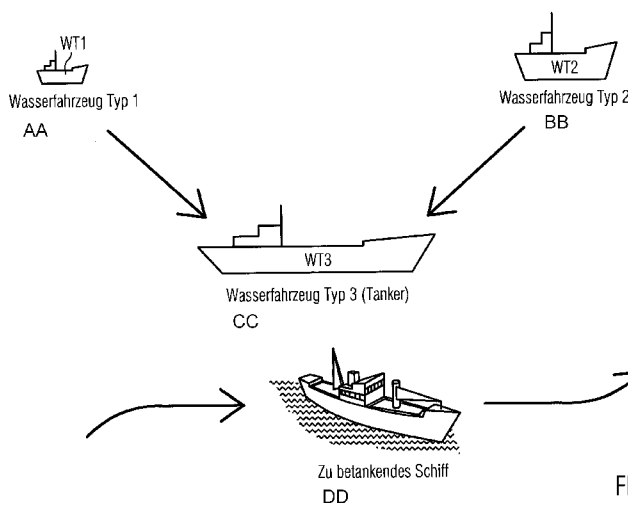 WT1
WT2
Wasserfahrzeug Typ 1
Wasserfahrzeug Typ 2
AA
BB
WT3
Wasserfahrzeug Typ 3 (Tanker)
CC
Zu betankendes Schiff
DD